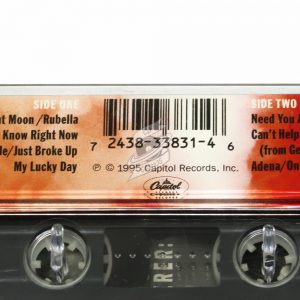 SIDE ONE
nt Moon /Rubella
Know Right Now
le/Just Broke Up
My Lucky Day
7 2438-33831-4 6
℗ © 1995 Capitol Records, Inc.
Capitol
SIDE TWO
Need You A
Can't Help
(from Ge
Adena/On